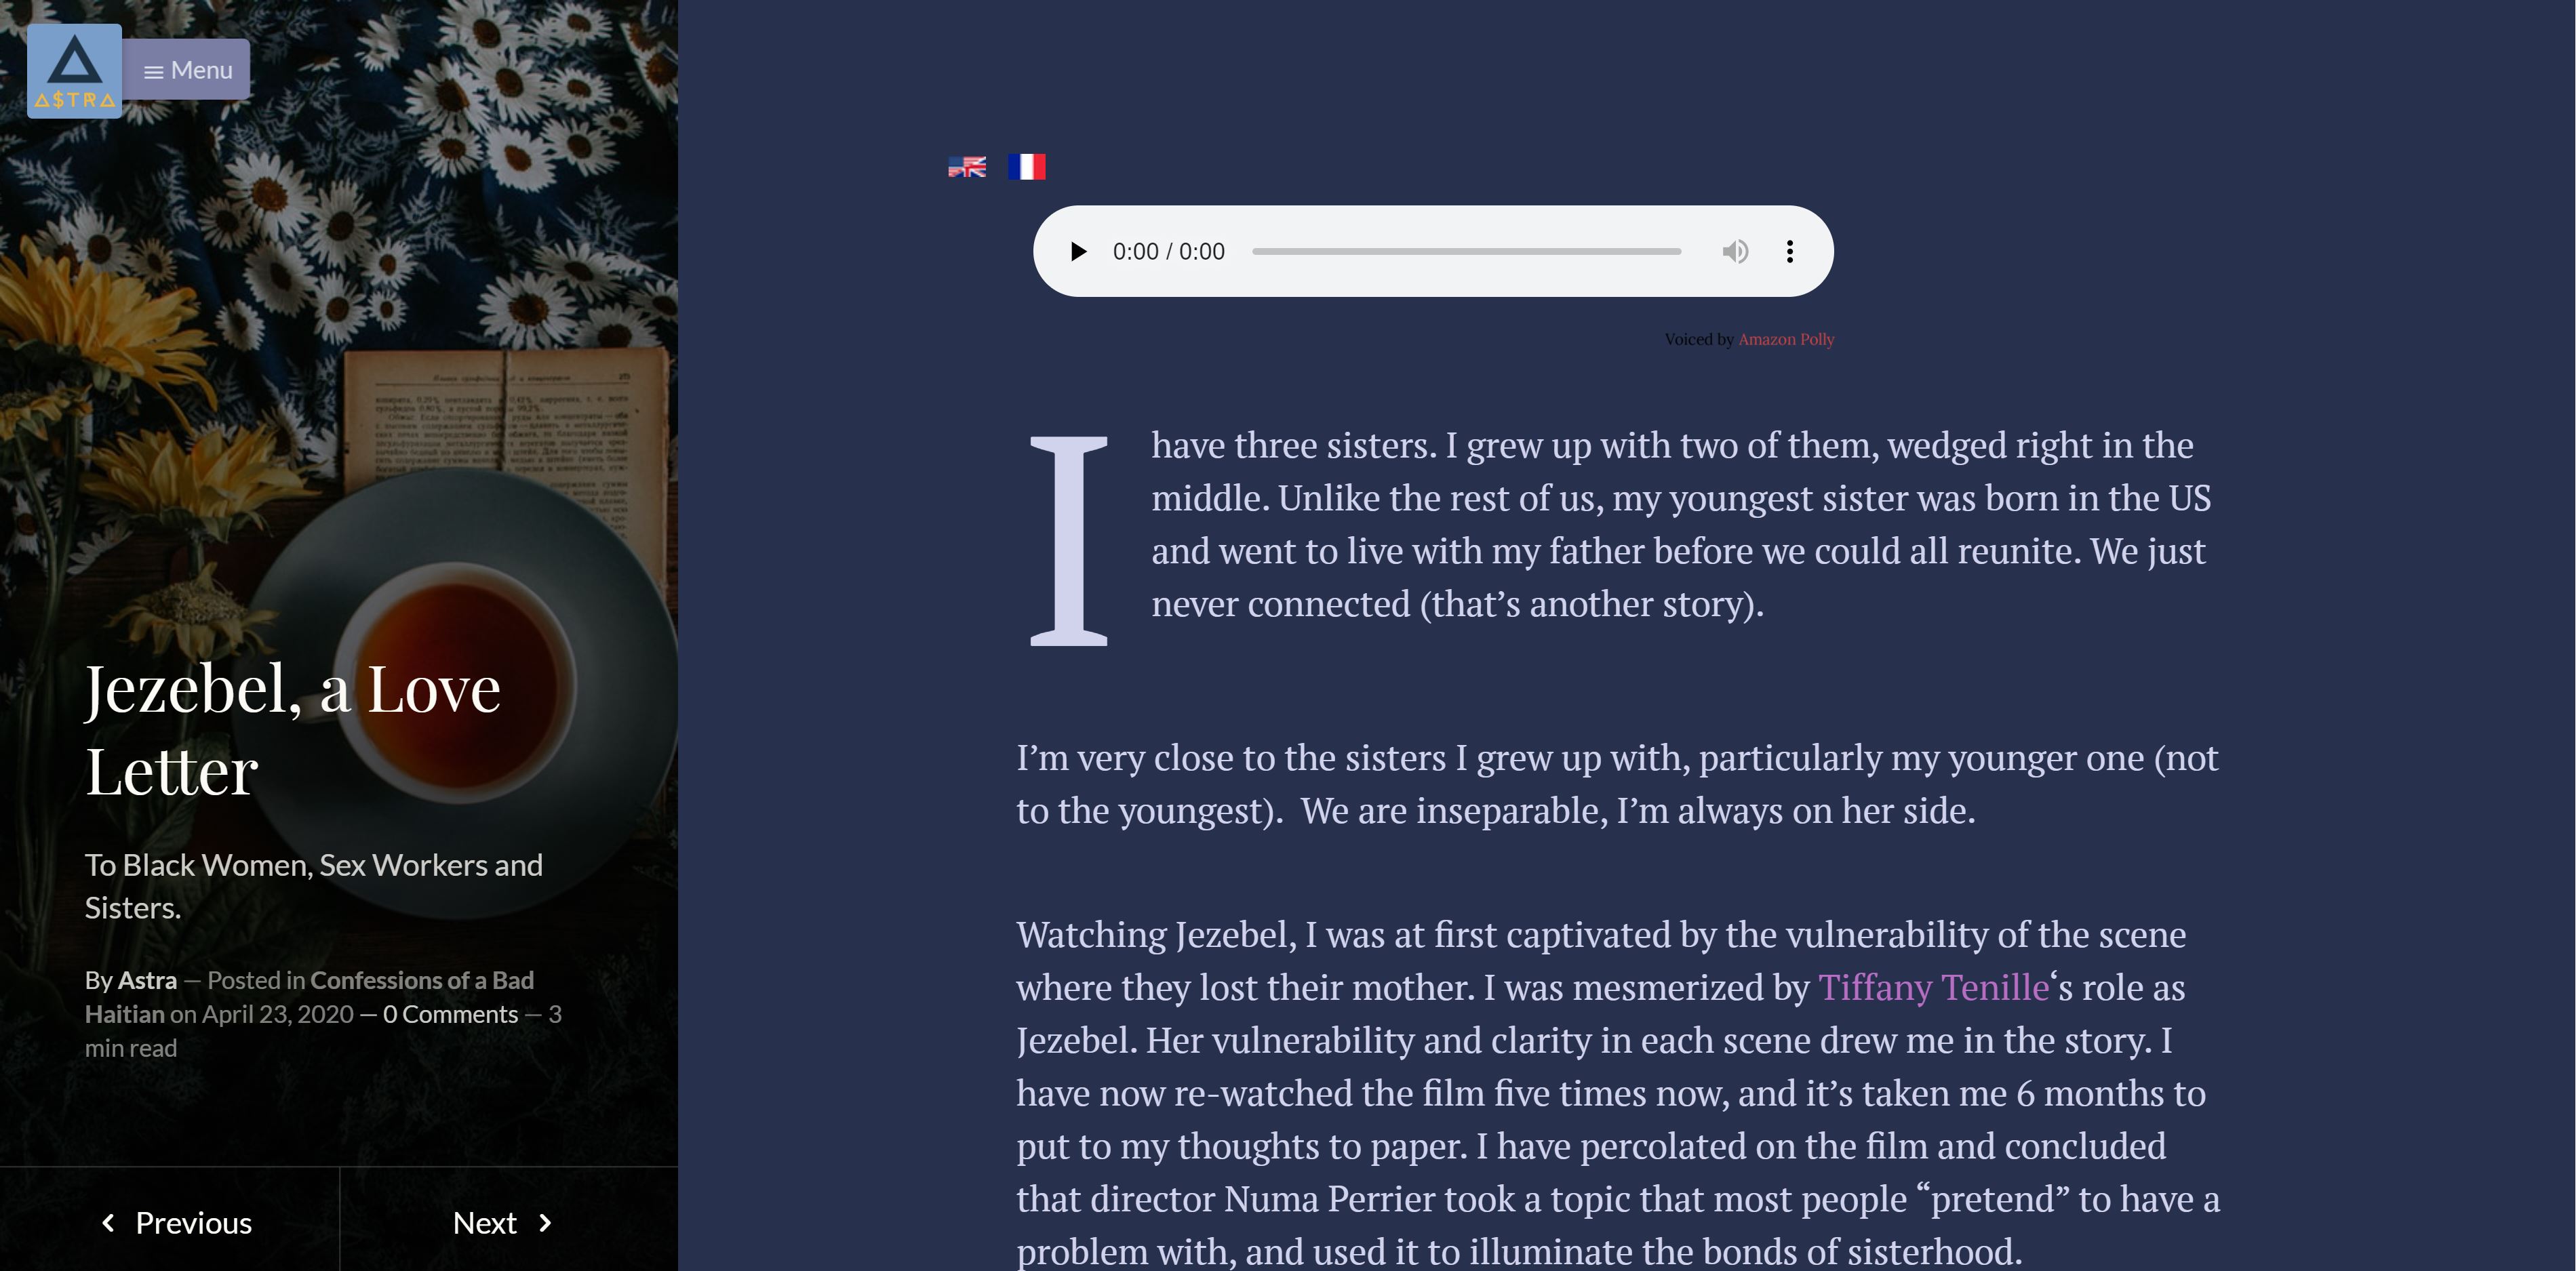 Menu
A$TRA
Jezebel, a Love
Letter
To Black Women, Sex Workers and
Sisters.
By Astra — Posted in Confessions of a Bad
Haitian on April 23, 2020 — 0 Comments — 3
min read
Previous
Next
0:00 / 0:00
Voiced by Amazon Polly
I have three sisters. I grew up with two of them, wedged right in the
middle. Unlike the rest of us, my youngest sister was born in the US
and went to live with my father before we could all reunite. We just
never connected (that’s another story).
I’m very close to the sisters I grew up with, particularly my younger one (not
to the youngest).  We are inseparable, I’m always on her side.
Watching Jezebel, I was at first captivated by the vulnerability of the scene
where they lost their mother. I was mesmerized by Tiffany Tenille‘s role as
Jezebel. Her vulnerability and clarity in each scene drew me in the story. I
have now re-watched the film five times now, and it’s taken me 6 months to
put to my thoughts to paper. I have percolated on the film and concluded
that director Numa Perrier took a topic that most people “pretend” to have a
problem with, and used it to illuminate the bonds of sisterhood.